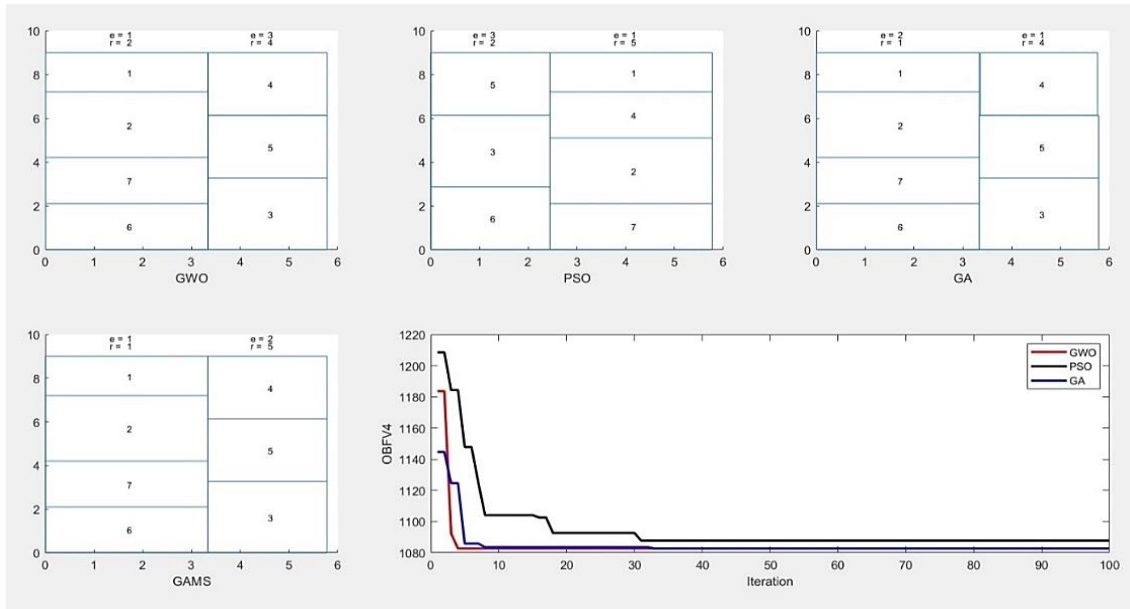 10
8
6
4
2
0
e = 1 e = 3
r = 2 r = 4
1
4
2
5
7
3
6
0 1 2 3 4 5 6
GWO
10
8
6
4
2
0
e = 3 e = 1
r = 2 r = 5
1
5
4
3
2
6
7
0 1 2 3 4 5 6
PSO
10
8
6
4
2
0
e = 2 e = 1
r = 1 r = 4
1
4
2
5
7
3
6
0 1 2 3 4 5 6
GA
10
8
6
4
2
0
e = 1 e = 2
r = 1 r = 5
1
4
2
5
7
3
6
0 1 2 3 4 5 6
GAMS
1220
1200
1180
1160
1140
1120
1100
1080
OBFV4
GWO
PSO
GA
0 10 20 30 40 50 60 70 80 90 100
Iteration